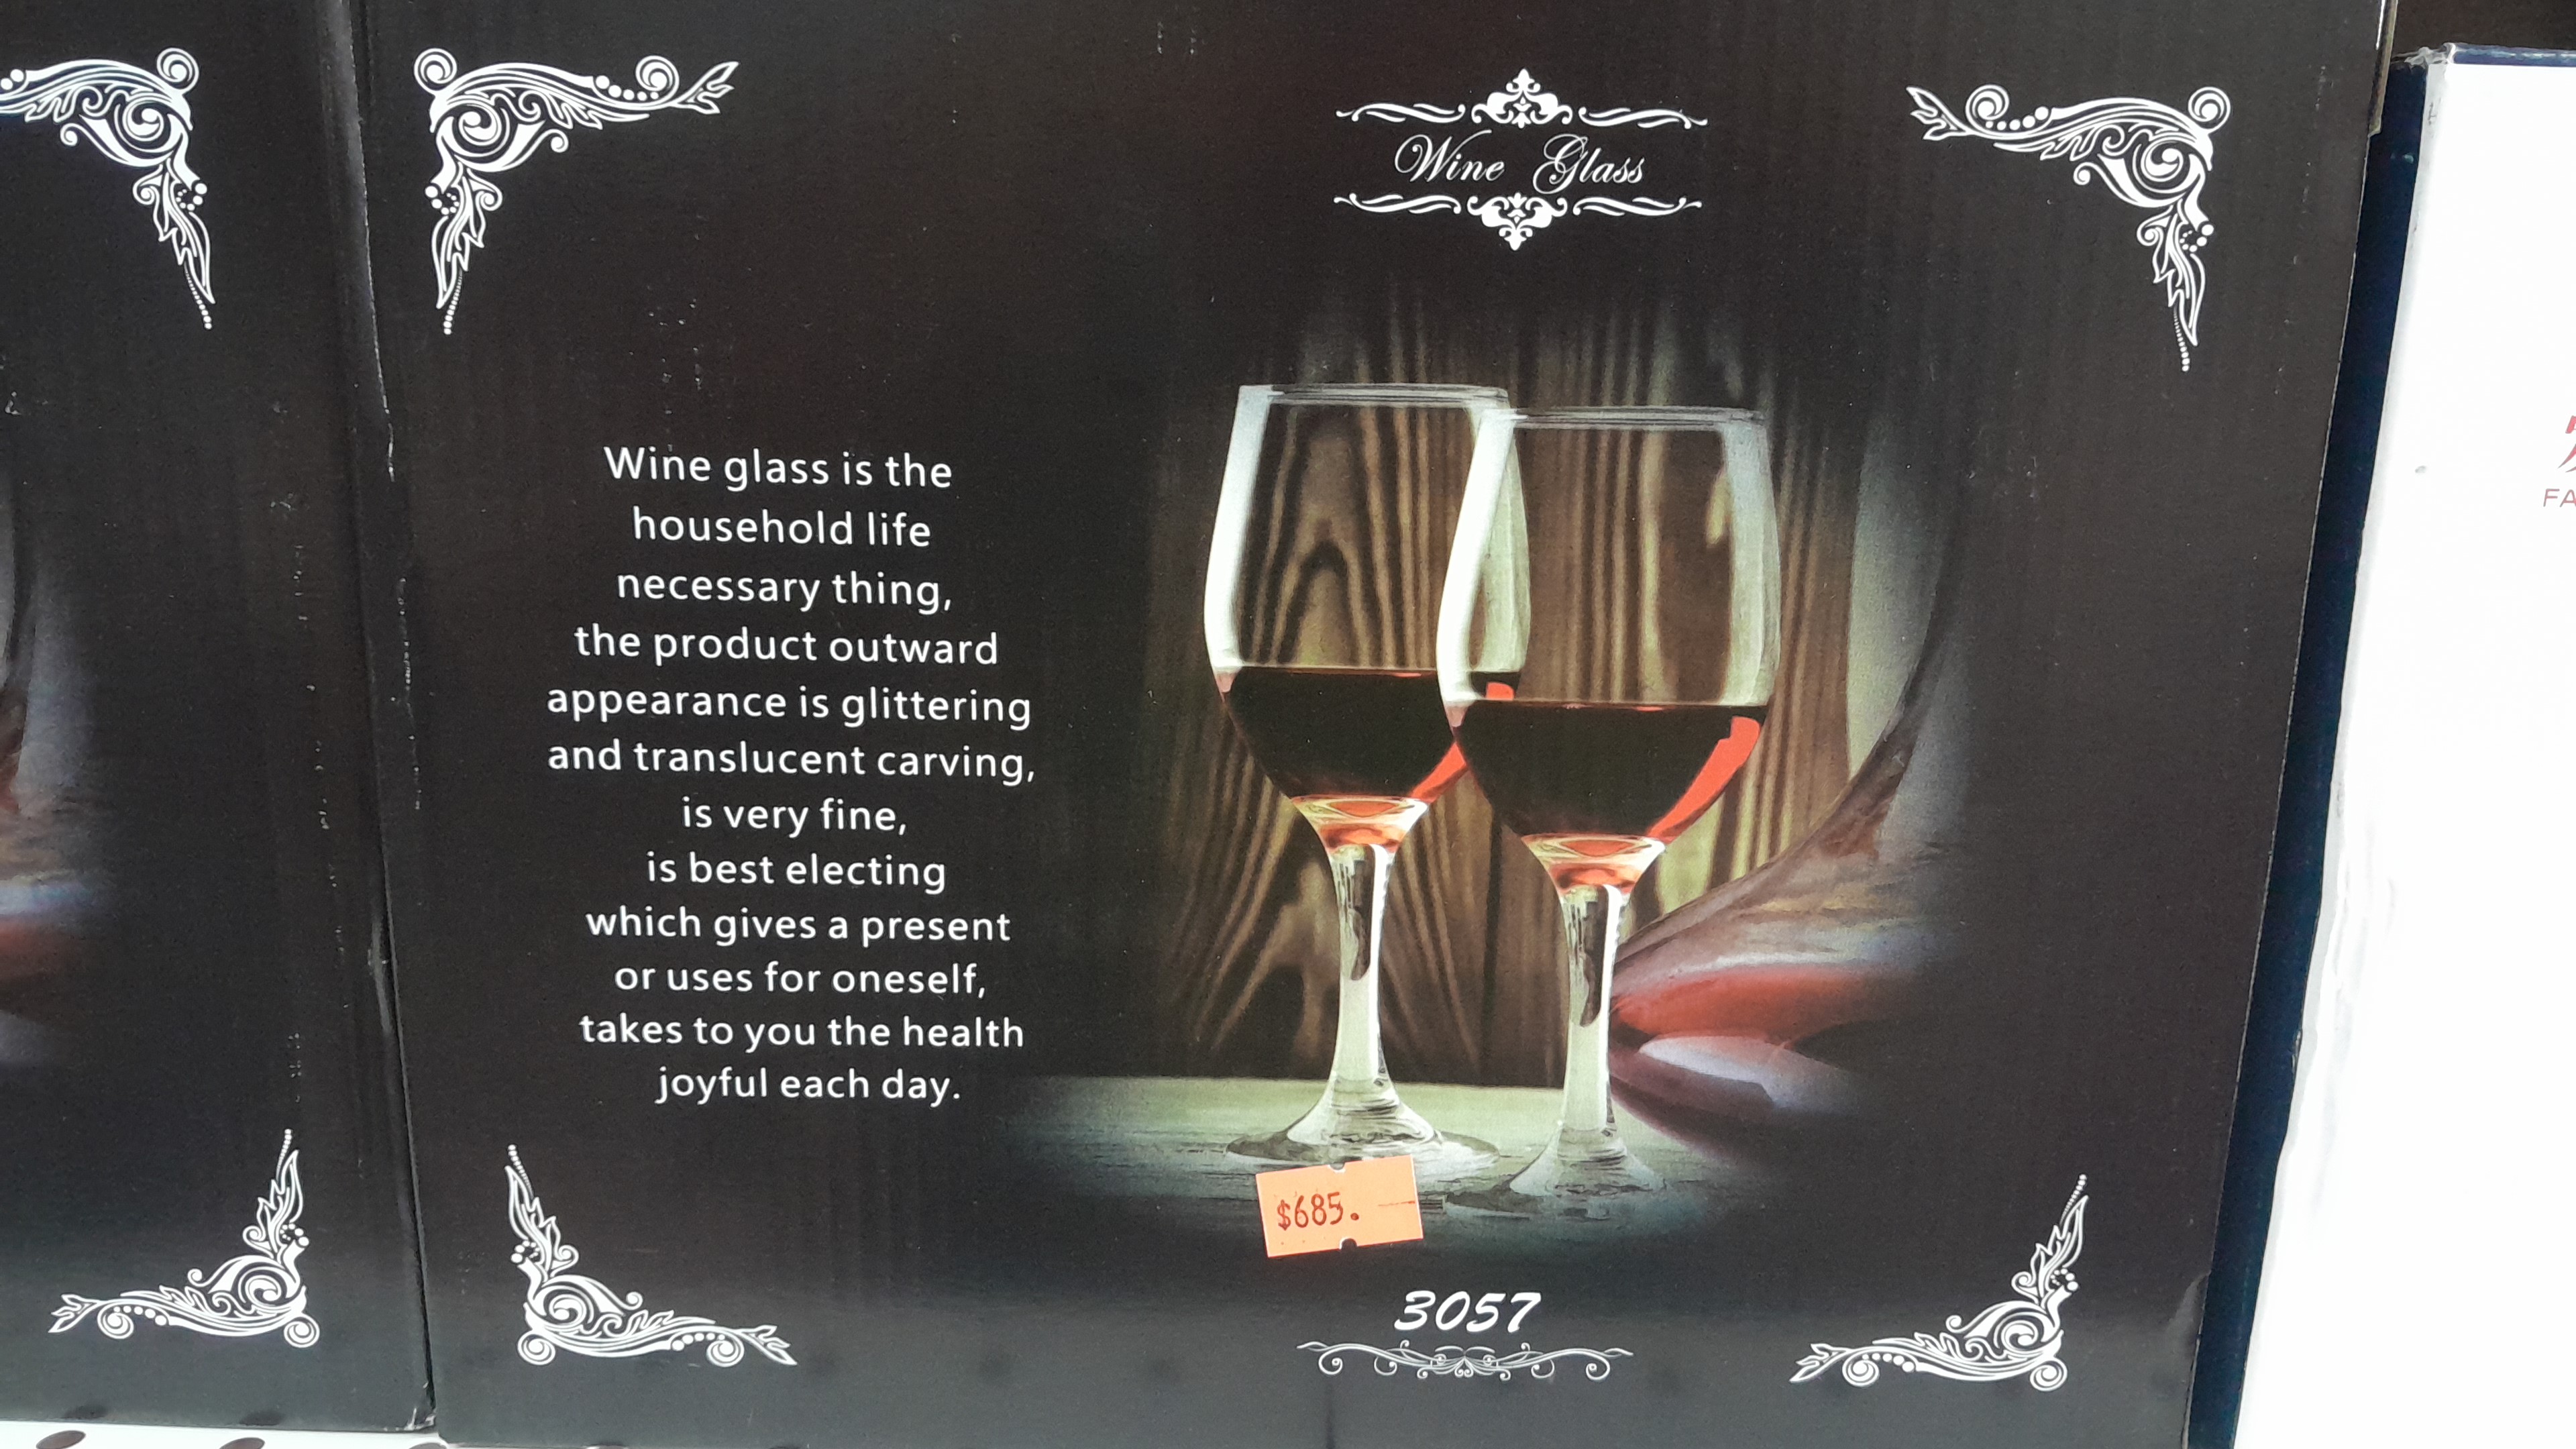 Wine Glass
Wine glass is the
household life
necessary thing,
the product outward
appearance is glittering
and translucent carving,
is very fine,
is best electing
which gives a present
or uses for oneself,
takes to you the health
joyful each day.
$685.
3057
FA